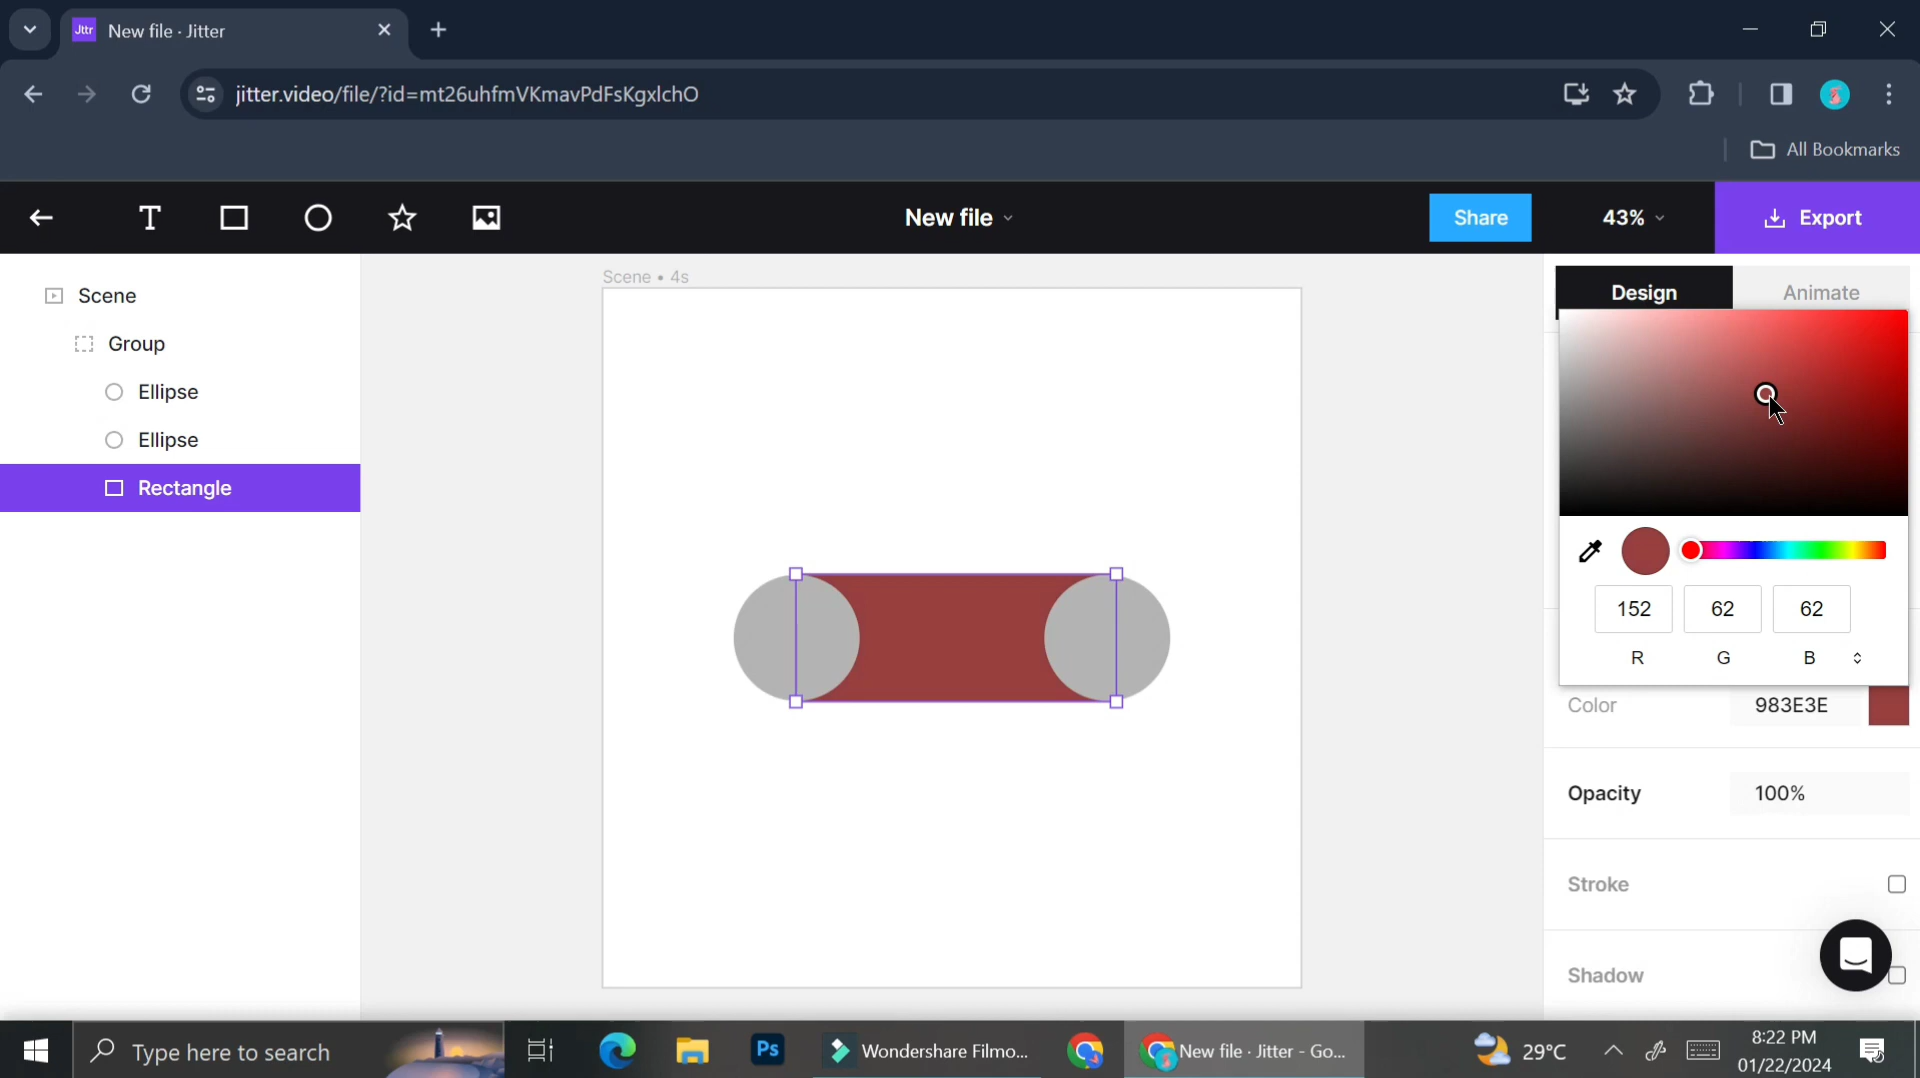 Jttr New file · Jitter
jitter.video/file/?id=mt26uhfmVKmavPdFsKgxlchO
All Bookmarks
T New file Share 43% Export
Scene
Group
Ellipse
Ellipse
Rectangle
Scene • 4s
Design Animate
152 62 62
R G B
Color 983E3E
Opacity 100%
Stroke
Shadow
Type here to search
Ps
Wondershare Filmo...
New file · Jitter - Go...
29°C
8:22 PM
01/22/2024